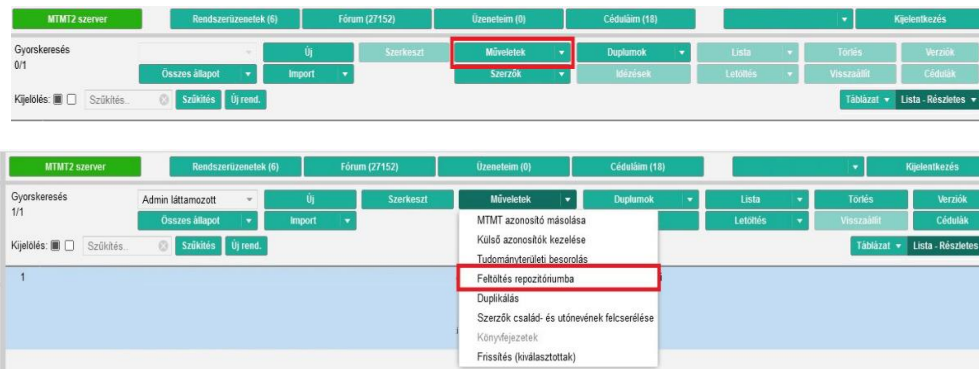 MTMT2 szerver Rendszerüzenetek (6) Fórum (27152) Üzeneteim (0) Céduláim (18) Kijelentkezés
Gyorskeresés Új Szerkeszt Műveletek Duplumok Lista Törlés Verziók
0/1 Összes állapot Import Szerzők Idézések Letöltés Visszaállít Cédulák
Kijelölés: Szűkítés.. Szűkítés Új rend. Táblázat Lista - Részletes
MTMT2 szerver Rendszerüzenetek (6) Fórum (27152) Üzeneteim (0) Céduláim (18) Kijelentkezés
Gyorskeresés Admin láttamozott Új Szerkeszt Műveletek Duplumok Lista Törlés Verziók
1/1 Összes állapot Import MTMT azonosító másolása Letöltés Visszaállít Cédulák
Külső azonosítók kezelése
Kijelölés: Szűkítés.. Szűkítés Új rend. Táblázat Lista - Részletes
Tudományterületi besorolás
1 Feltöltés repozitóriumba
Duplikálás
Szerzők család- és utónevének felcserélése
Könyvfejezetek
Frissítés (kiválasztottak)